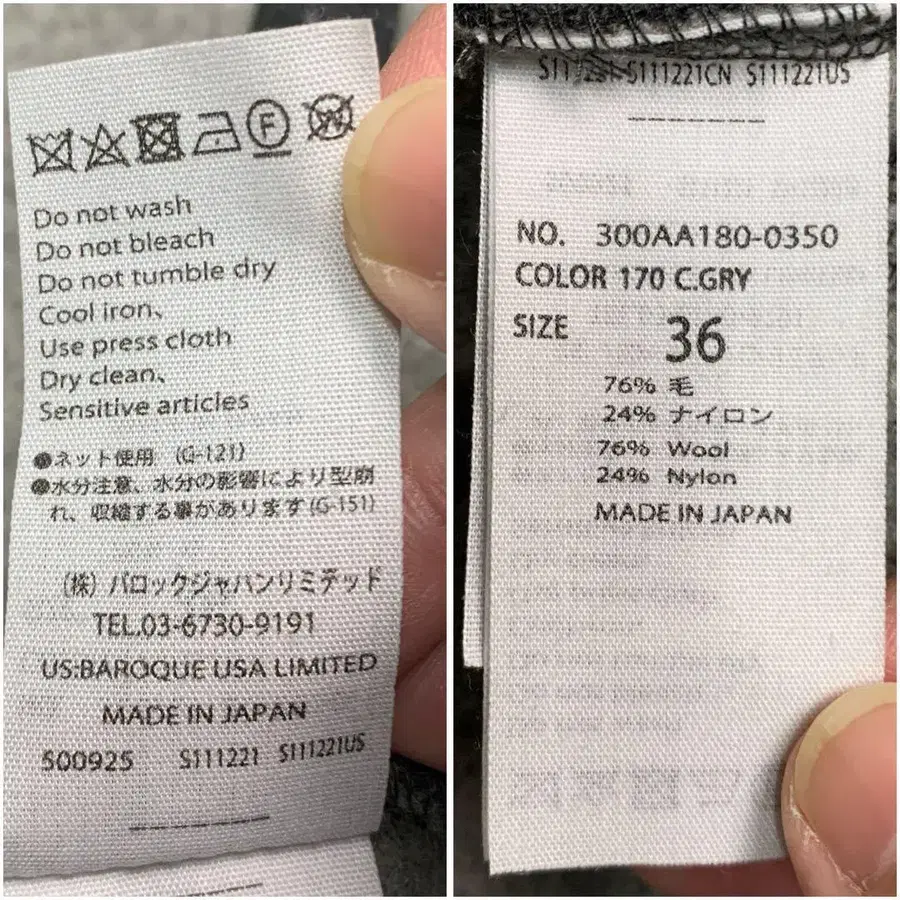 F
W
Do not wash
Do not bleach
Do not tumble dry
Cool iron、
Use press cloth
Dry clean、
Sensitive articles
●ネット使用 (G-121)
●水分注意、水分の影響により型崩
れ、収縮する事があります(G-151)
(株) バロックジャパンリミテッド
TEL.03-6730-9191
US:BAROQUE USA LIMITED
MADE IN JAPAN
500925 S111221 S111221US
S111221CN S111221US
NO. 300AA180-0350
COLOR 170 C.GRY
SIZE 36
76% 毛
24% ナイロン
76% Wool
24% Nylon
MADE IN JAPAN